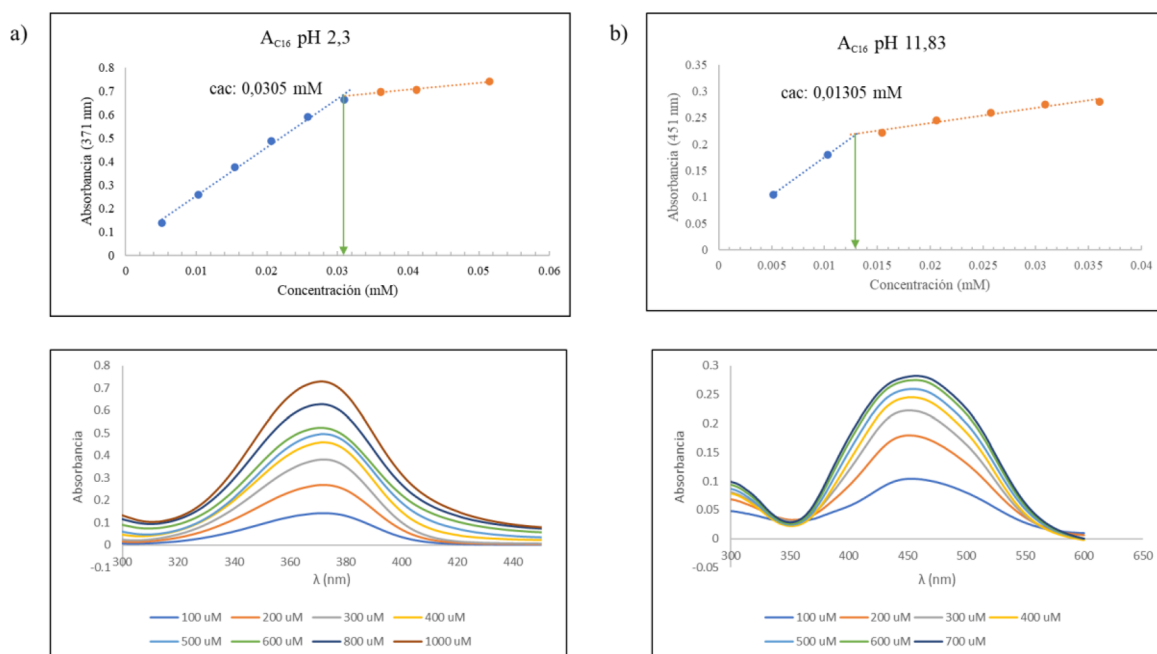 a)
A_C16 pH 2,3
cac: 0,0305 mM
Absorbancia (371 nm)
0.8
0.7
0.6
0.5
0.4
0.3
0.2
0.1
0
0 0.01 0.02 0.03 0.04 0.05 0.06
Concentración (mM)
b)
A_C16 pH 11,83
cac: 0,01305 mM
Absorbancia (451 nm)
0.35
0.3
0.25
0.2
0.15
0.1
0.05
0
0 0.005 0.01 0.015 0.02 0.025 0.03 0.035 0.04
Concentración (mM)
Absorbancia
0.8
0.7
0.6
0.5
0.4
0.3
0.2
0.1
0
-0.1
300 320 340 360 380 400 420 440
λ (nm)
100 uM 200 uM 300 uM 400 uM
500 uM 600 uM 800 uM 1000 uM
Absorbancia
0.3
0.25
0.2
0.15
0.1
0.05
0
-0.05
300 350 400 450 500 550 600 650
λ (nm)
100 uM 200 uM 300 uM 400 uM
500 uM 600 uM 700 uM